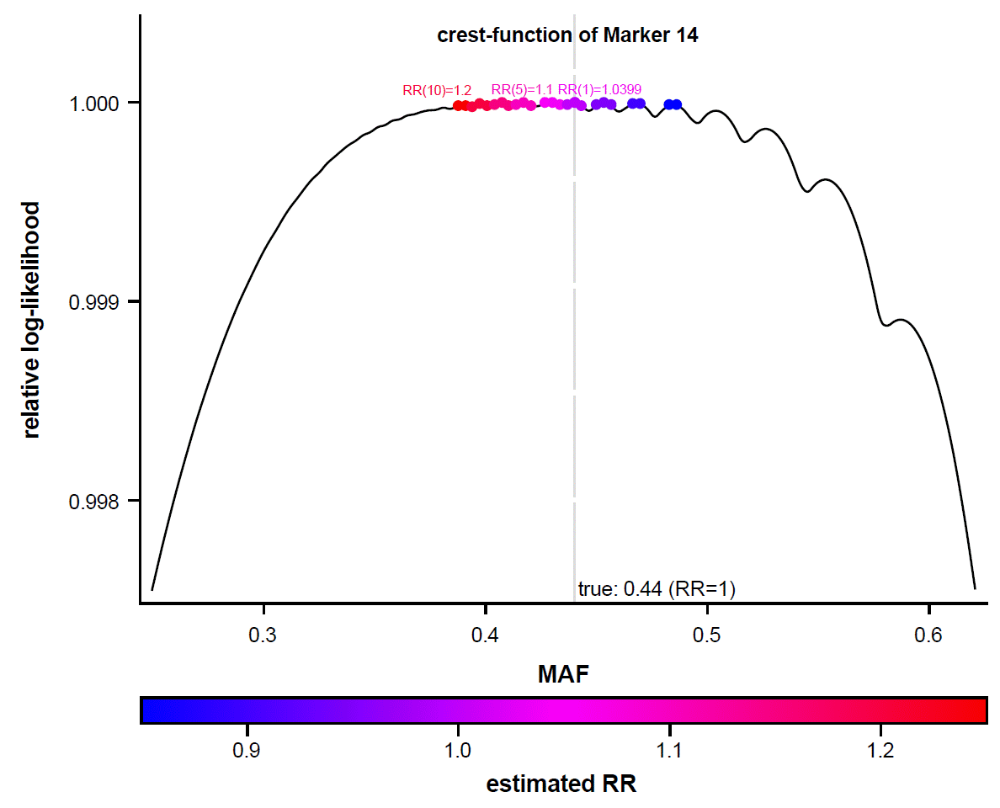 crest-function of Marker 14
RR(10)=1.2 RR(5)=1.1 RR(1)=1.0399
1.000
0.999
0.998
relative log-likelihood
true: 0.44 (RR=1)
0.3 0.4 0.5 0.6
MAF
0.9 1.0 1.1 1.2
estimated RR